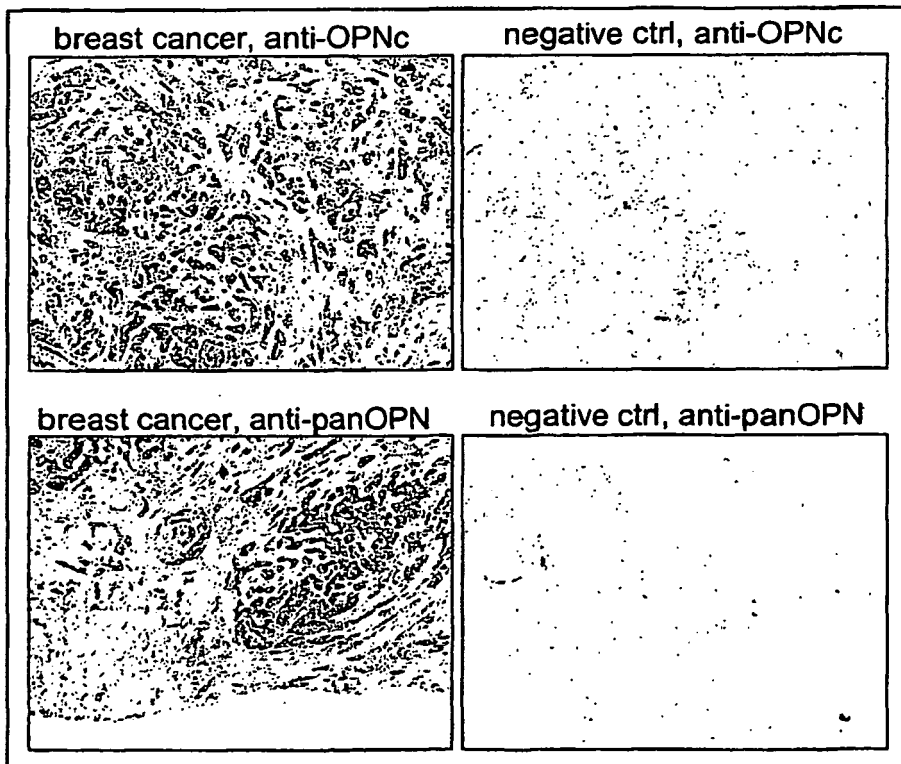 breast cancer, anti-OPNc
negative ctrl, anti-OPNc
breast cancer, anti-panOPN
negative ctrl, anti-panOPN